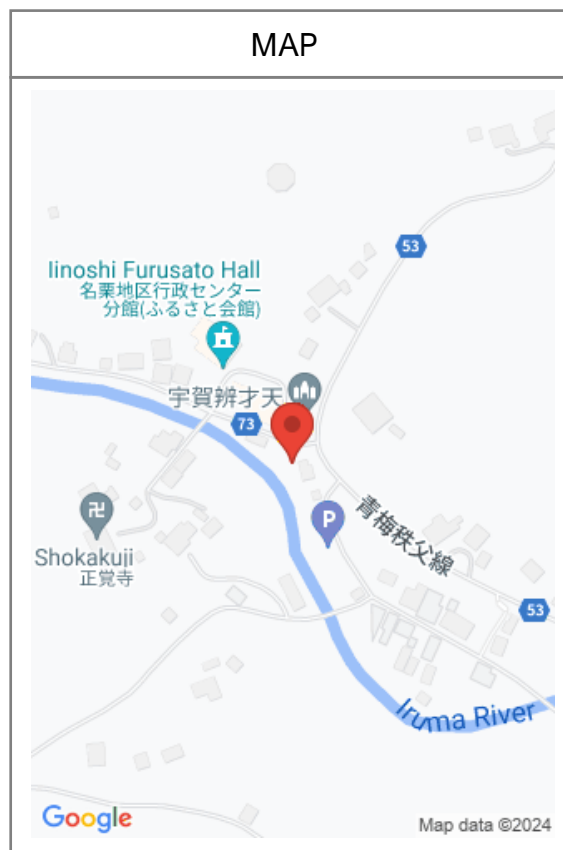 MAP
53
Iinoshi Furusato Hall
名栗地区行政センター
分館(ふるさと会館)
宇賀辨才天
73
P
卍
青梅秩父線
Shokakuji
正覚寺
53
Iruma River
Google
Map data ©2024